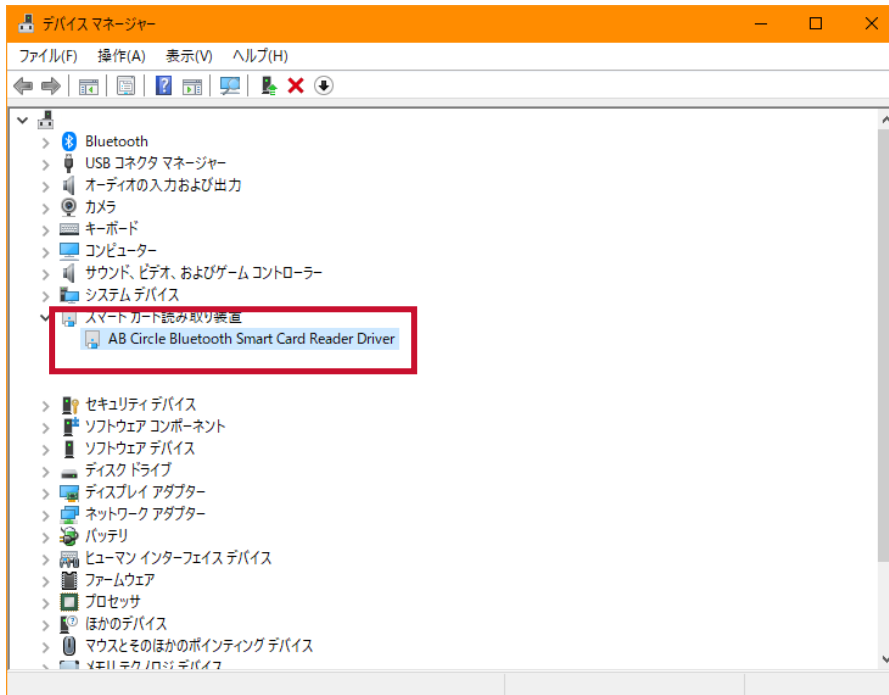 デバイス マネージャー
ファイル(F) 操作(A) 表示(V) ヘルプ(H)
Bluetooth
USB コネクタ マネージャー
オーディオの入力および出力
カメラ
キーボード
コンピューター
サウンド、ビデオ、およびゲーム コントローラー
システム デバイス
スマート カード読み取り装置
AB Circle Bluetooth Smart Card Reader Driver
セキュリティ デバイス
ソフトウェア コンポーネント
ソフトウェア デバイス
ディスク ドライブ
ディスプレイ アダプター
ネットワーク アダプター
バッテリ
ヒューマン インターフェイス デバイス
ファームウェア
プロセッサ
ほかのデバイス
マウスとそのほかのポインティング デバイス
メモリ テクノロジ デバイス